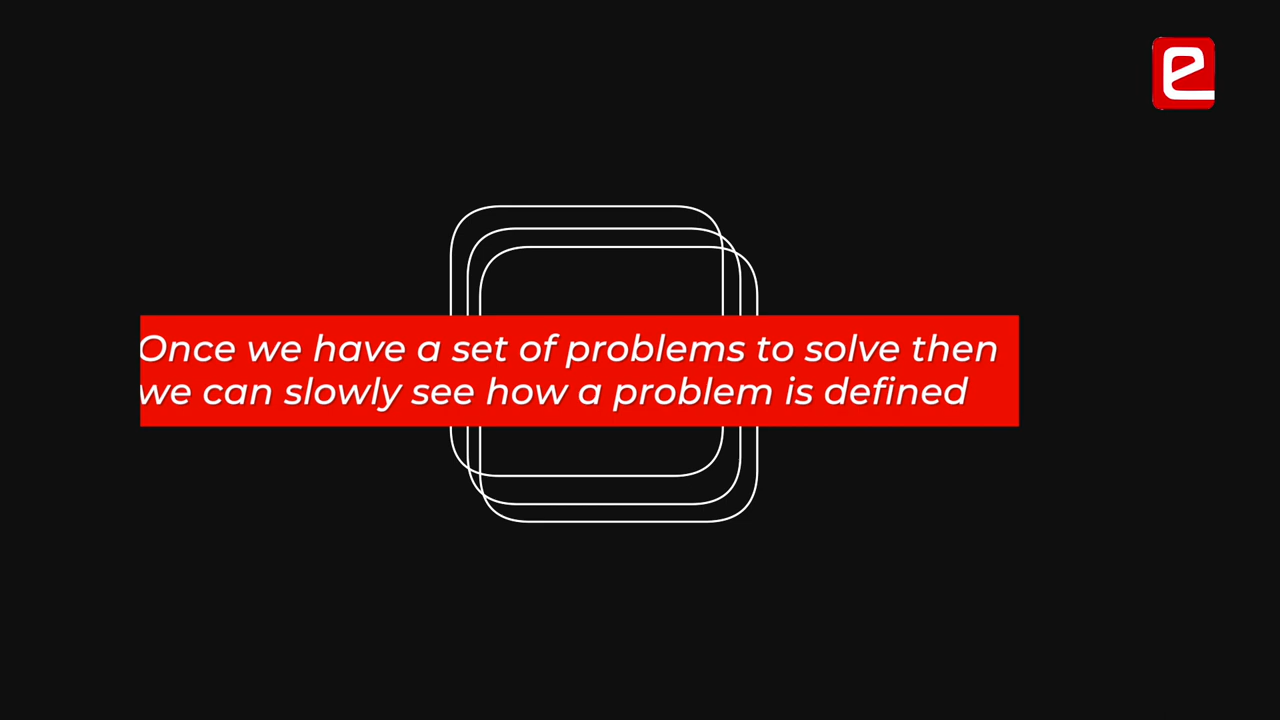 e
Once we have a set of problems to solve then
we can slowly see how a problem is defined